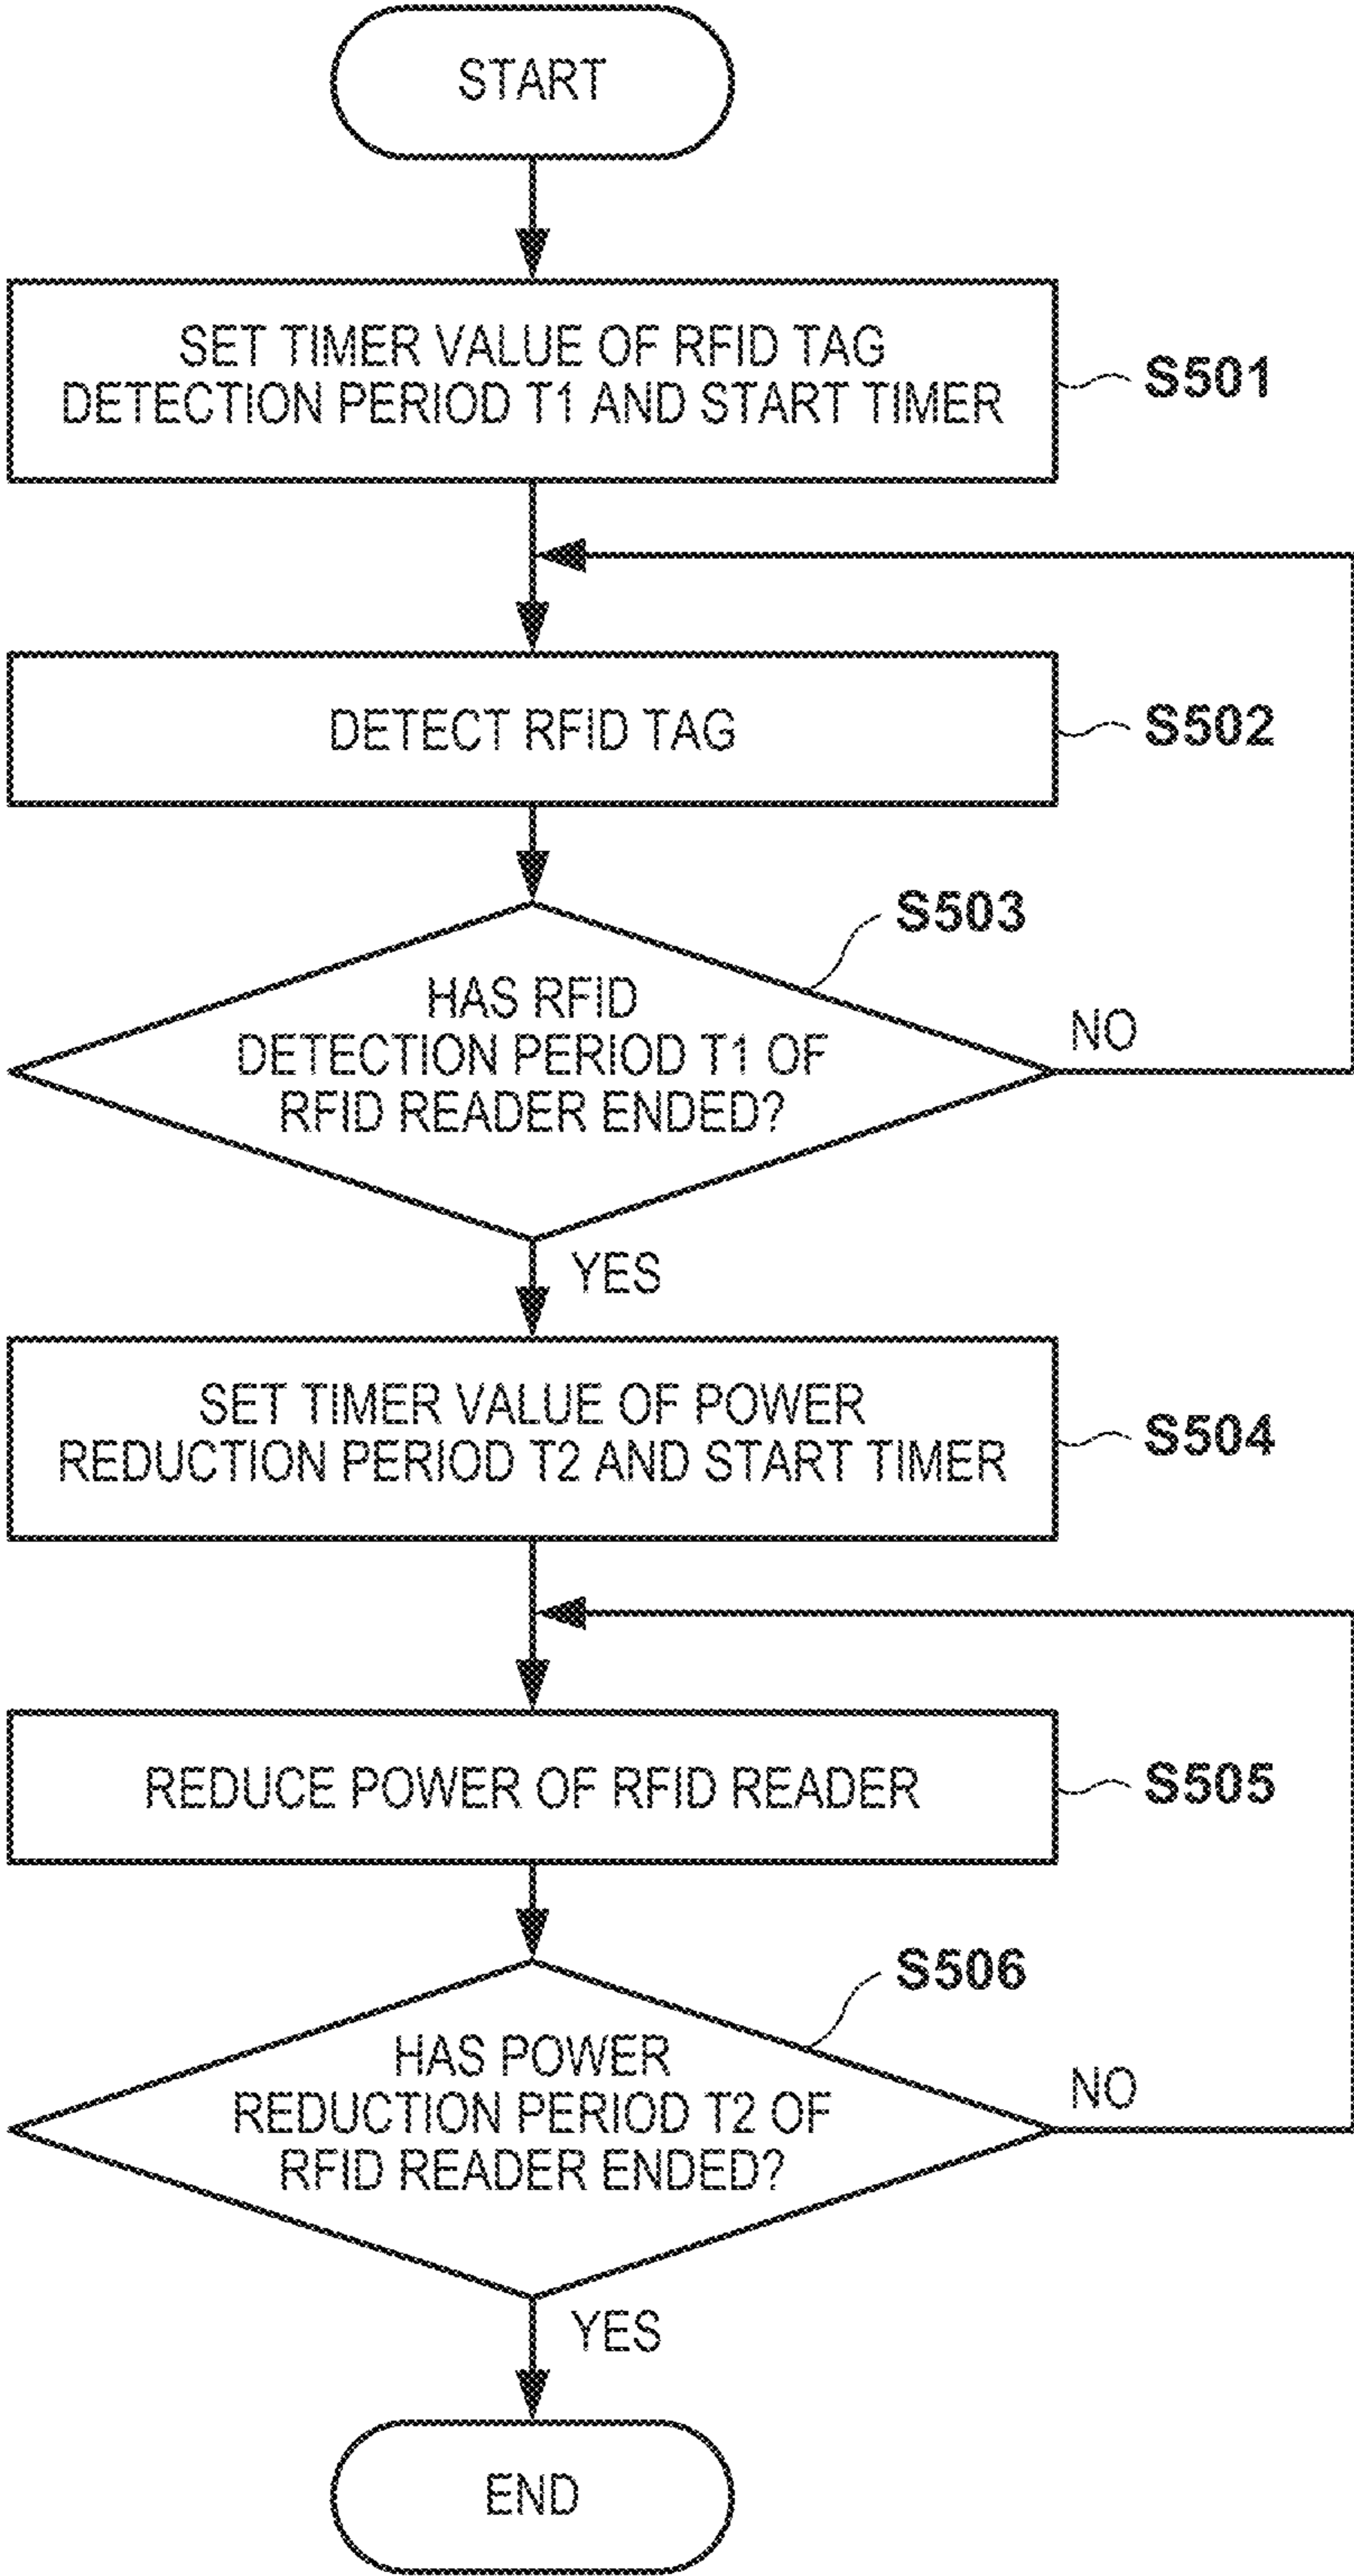 START
SET TIMER VALUE OF RFID TAG
DETECTION PERIOD T1 AND START TIMER
S501
DETECT RFID TAG
S502
S503
HAS RFID
DETECTION PERIOD T1 OF
RFID READER ENDED?
NO
YES
SET TIMER VALUE OF POWER
REDUCTION PERIOD T2 AND START TIMER
S504
REDUCE POWER OF RFID READER
S505
S506
HAS POWER
REDUCTION PERIOD T2 OF
RFID READER ENDED?
NO
YES
END